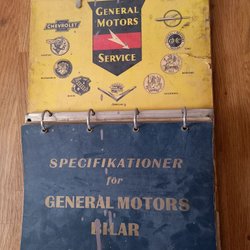 CHEVROLET
GENERAL
MOTORS
SERVICE
SPECIFIKATIONER
för
GENERAL MOTORS
BILAR